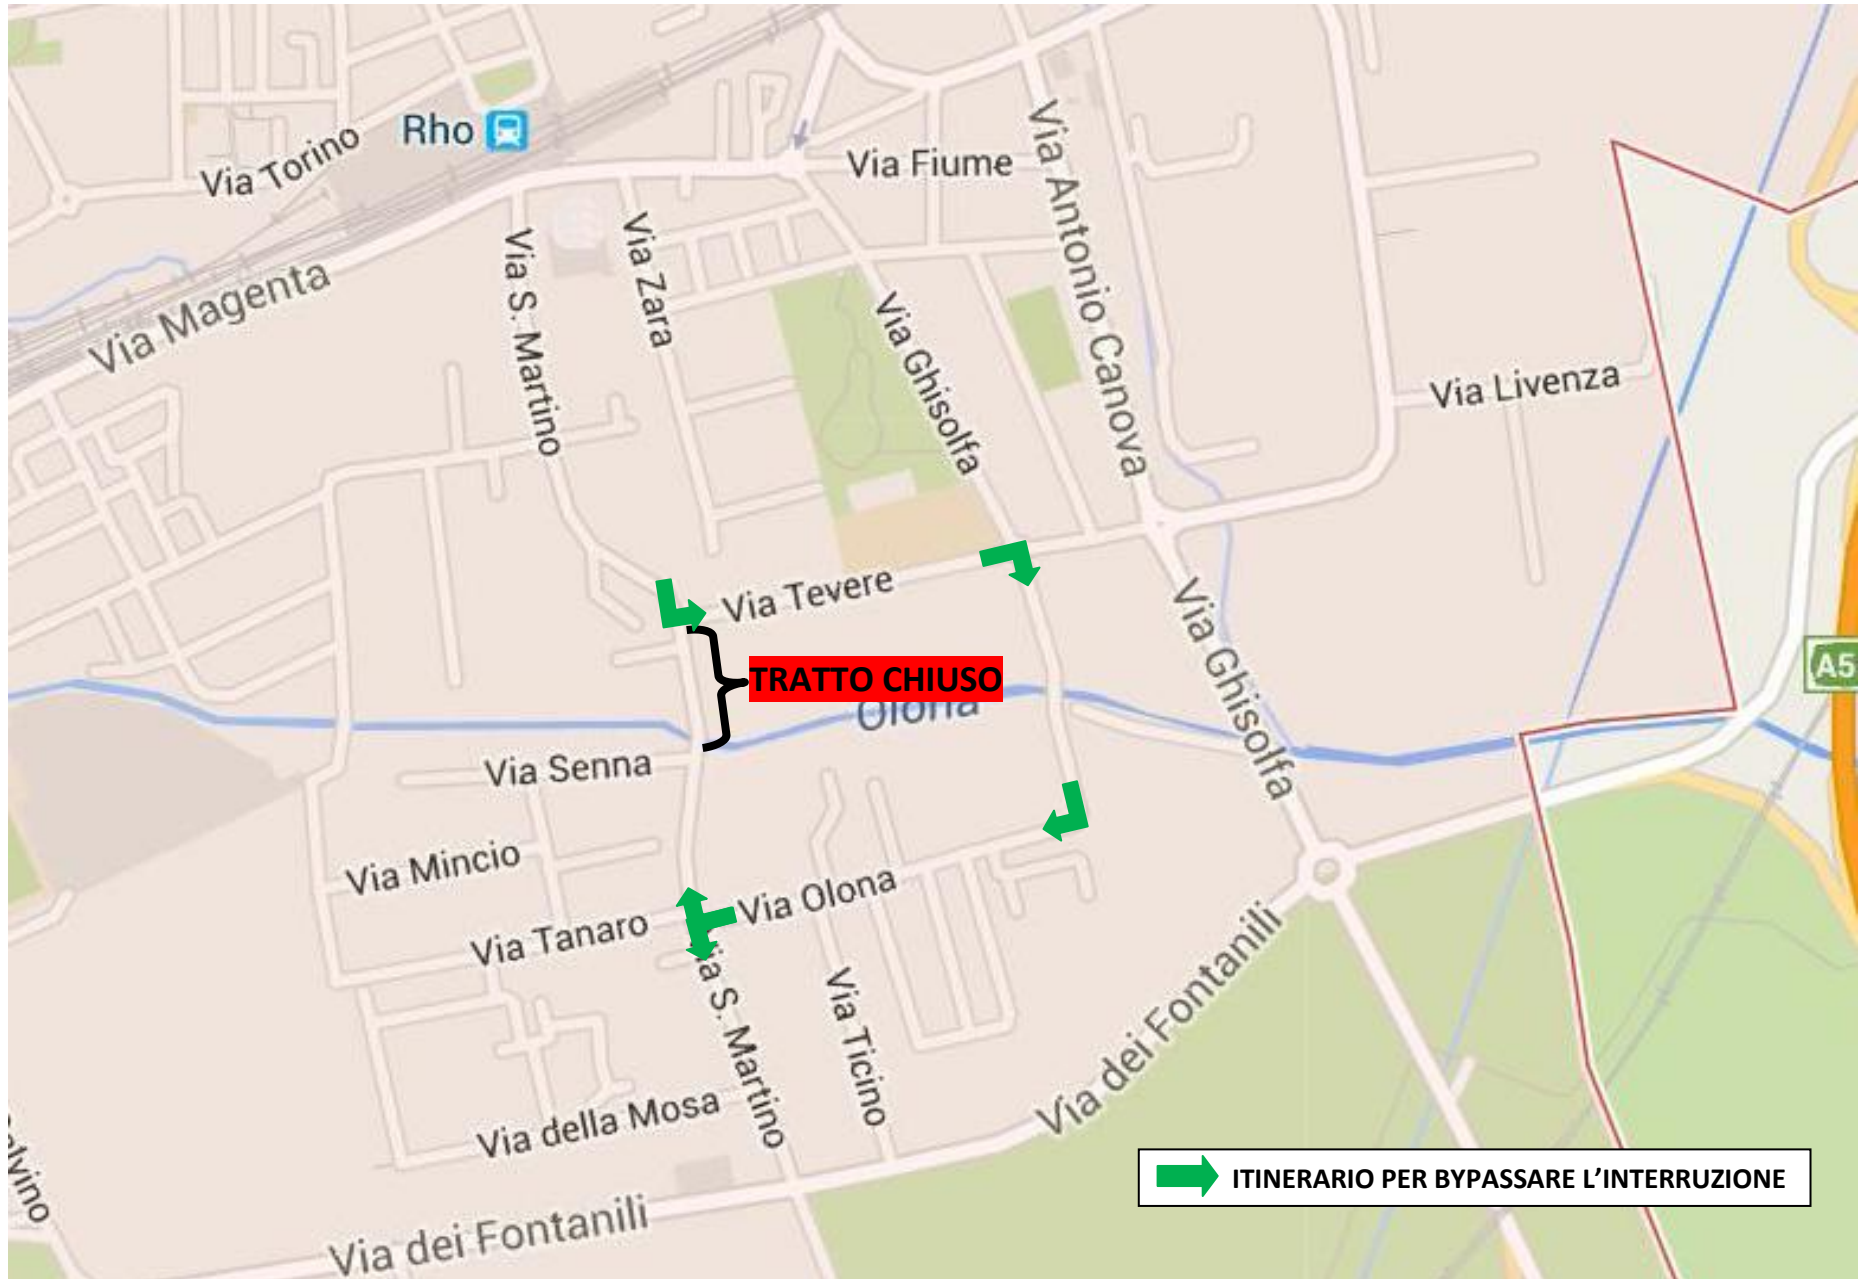 Rho
Via Torino
Via Fiume
Via Antonio Canova
Via S. Martino
Via Zara
Via Magenta
Via Ghisolfa
Via Livenza
Via Tevere
Via Ghisolfa
A5
TRATTO CHIUSO
Olona
Via Senna
Via Mincio
Via Olona
Via Tanaro
Via S. Martino
Via Ticino
Via dei Fontanili
Via della Mosa
alvino
ITINERARIO PER BYPASSARE L’INTERRUZIONE
Via dei Fontanili